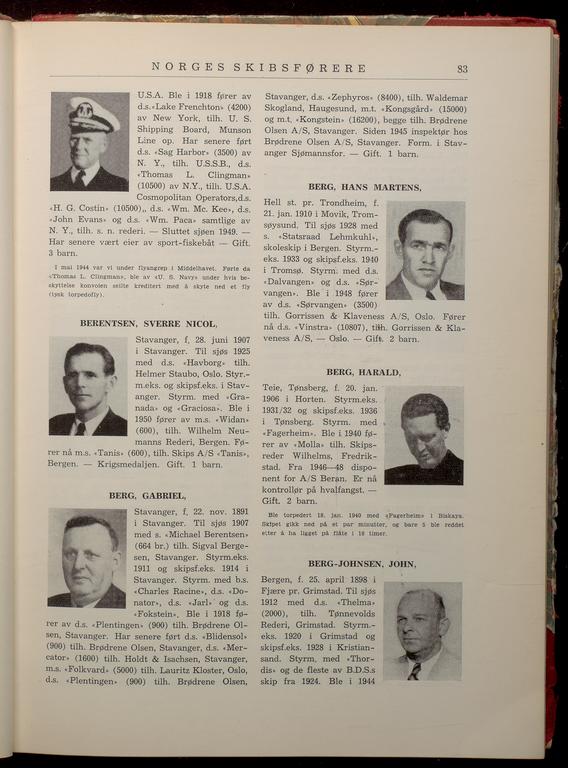 NORGES SKIBSFØRERE 83
U.S.A. Ble i 1918 fører av
d.s. «Lake Frenchton» (4200)
av New York, tilh. U. S.
Shipping Board, Munson
Line op. Har senere ført
d.s. «Sag Harbor» (3500) av
N. Y., tilh. U.S.S.B., d.s.
«Thomas L. Clingman»
(10500) av N.Y., tilh. U.S.A.
Cosmopolitan Operators,d.s.
«H. G. Costin» (10500),, d.s. «Wm. Mc. Kee», d.s.
«John Evans» og d.s. «Wm. Paca» samtlige av
N. Y., tilh. s. n. rederi. — Sluttet sjøen 1949. —
Har senere vært eier av sport-fiskebåt — Gift.
3 barn.
I mai 1944 var vi under flyangrep i Middelhavet. Førte da
«Thomas L. Clingman», ble av «U. S. Navy» under hvis be-
skyttelse konvoien seilte kreditert med å skyte ned et fly
(tysk torpedofly).
BERENTSEN, SVERRE NICOL,
Stavanger, f. 28. juni 1907
i Stavanger. Til sjøs 1925
med d.s. «Havborg» tilh.
Helmer Staubo, Oslo. Styr.-
m.eks. og skipsf.eks. i Stav-
anger. Styrm. med «Gra-
nada» og «Graciosa». Ble i
1950 fører av m.s. «Widan»
(600), tilh. Wilhelm Neu-
manns Rederi, Bergen. Fø-
rer nå m.s. «Tanis» (600), tilh. Skips A/S «Tanis»,
Bergen. — Krigsmedaljen. Gift. 1 barn.
BERG, GABRIEL,
Stavanger, f, 22. nov. 1891
i Stavanger. Til sjøs 1907
med s. «Michael Berentsen»
(664 br.) tilh. Sigval Berge-
sen, Stavanger. Styrm.eks.
1911 og skipsf.eks. 1914 i
Stavanger. Styrm. med b.s.
«Charles Racine», d.s. «Do-
nator», d.s. «Jarl» og d.s.
«Fokstein». Ble i 1918 fø-
rer av d.s. «Plentingen» (900) tilh. Brødrene Ol-
sen, Stavanger. Har senere ført d.s. «Blidensol»
(900) tilh. Brødrene Olsen, Stavanger, d.s. «Mer-
cator» (1600) tilh. Holdt & Isachsen, Stavanger,
m.s. «Folkvard» (5000) tilh. Lauritz Kloster, Oslo,
d.s. «Plentingen» (900) tilh. Brødrene Olsen,
Stavanger, d.s. «Zephyros» (8400), tilh. Waldemar
Skogland, Haugesund, m.t. «Kongsgård» (15000)
og m.t. «Kongstein» (16200), begge tilh. Brødrene
Olsen A/S, Stavanger. Siden 1945 inspektør hos
Brødrene Olsen A/S, Stavanger. Form. i Stav-
anger Sjømannsfor. — Gift. 1 barn.
BERG, HANS MARTENS,
Hell st. pr. Trondheim, f.
21. jan. 1910 i Movik, Trom-
søysund. Til sjøs 1928 med
s. «Statsraad Lehmkuhl»,
skoleskip i Bergen. Styrm.-
eks. 1933 og skipsf.eks. 1940
i Tromsø. Styrm. med d.s.
«Dalvangen» og d.s. «Sør-
vangen». Ble i 1948 fører
av d.s. «Sørvangen» (3500)
tilh. Gorrissen & Klaveness A/S, Oslo. Fører
nå d.s. «Vinstra» (10807), tilh. Gorrissen & Kla-
veness A/S, — Oslo. — Gift. 2 barn.
BERG, HARALD,
Teie, Tønsberg, f. 20. jan.
1906 i Horten. Styrm.eks.
1931/32 og skipsf.eks. 1936
i Tønsberg. Styrm. med
«Fagerheim». Ble i 1940 fø-
rer av «Molla» tilh. Skips-
reder Wilhelms, Fredrik-
stad. Fra 1946—48 dispo-
nent for A/S Beran. Er nå
kontrollør på hvalfangst. —
Gift. 2 barn.
Ble torpedert 18. jan. 1940 med «Fagerheim» i Biskaya.
Skipet gikk ned på et par minutter, og bare 5 ble reddet
etter å ha ligget på flåte i 18 timer.
BERG-JOHNSEN, JOHN,
Bergen, f. 25. april 1898 i
Fjære pr. Grimstad. Til sjøs
1912 med d.s. «Thelma»
(2000), tilh. Tønnevolds
Rederi, Grimstad. Styrm.-
eks. 1920 i Grimstad og
skipsf.eks. 1928 i Kristian-
sand. Styrm. med «Thor-
dis» og de fleste av B.D.S.s
skip fra 1924. Ble i 1944